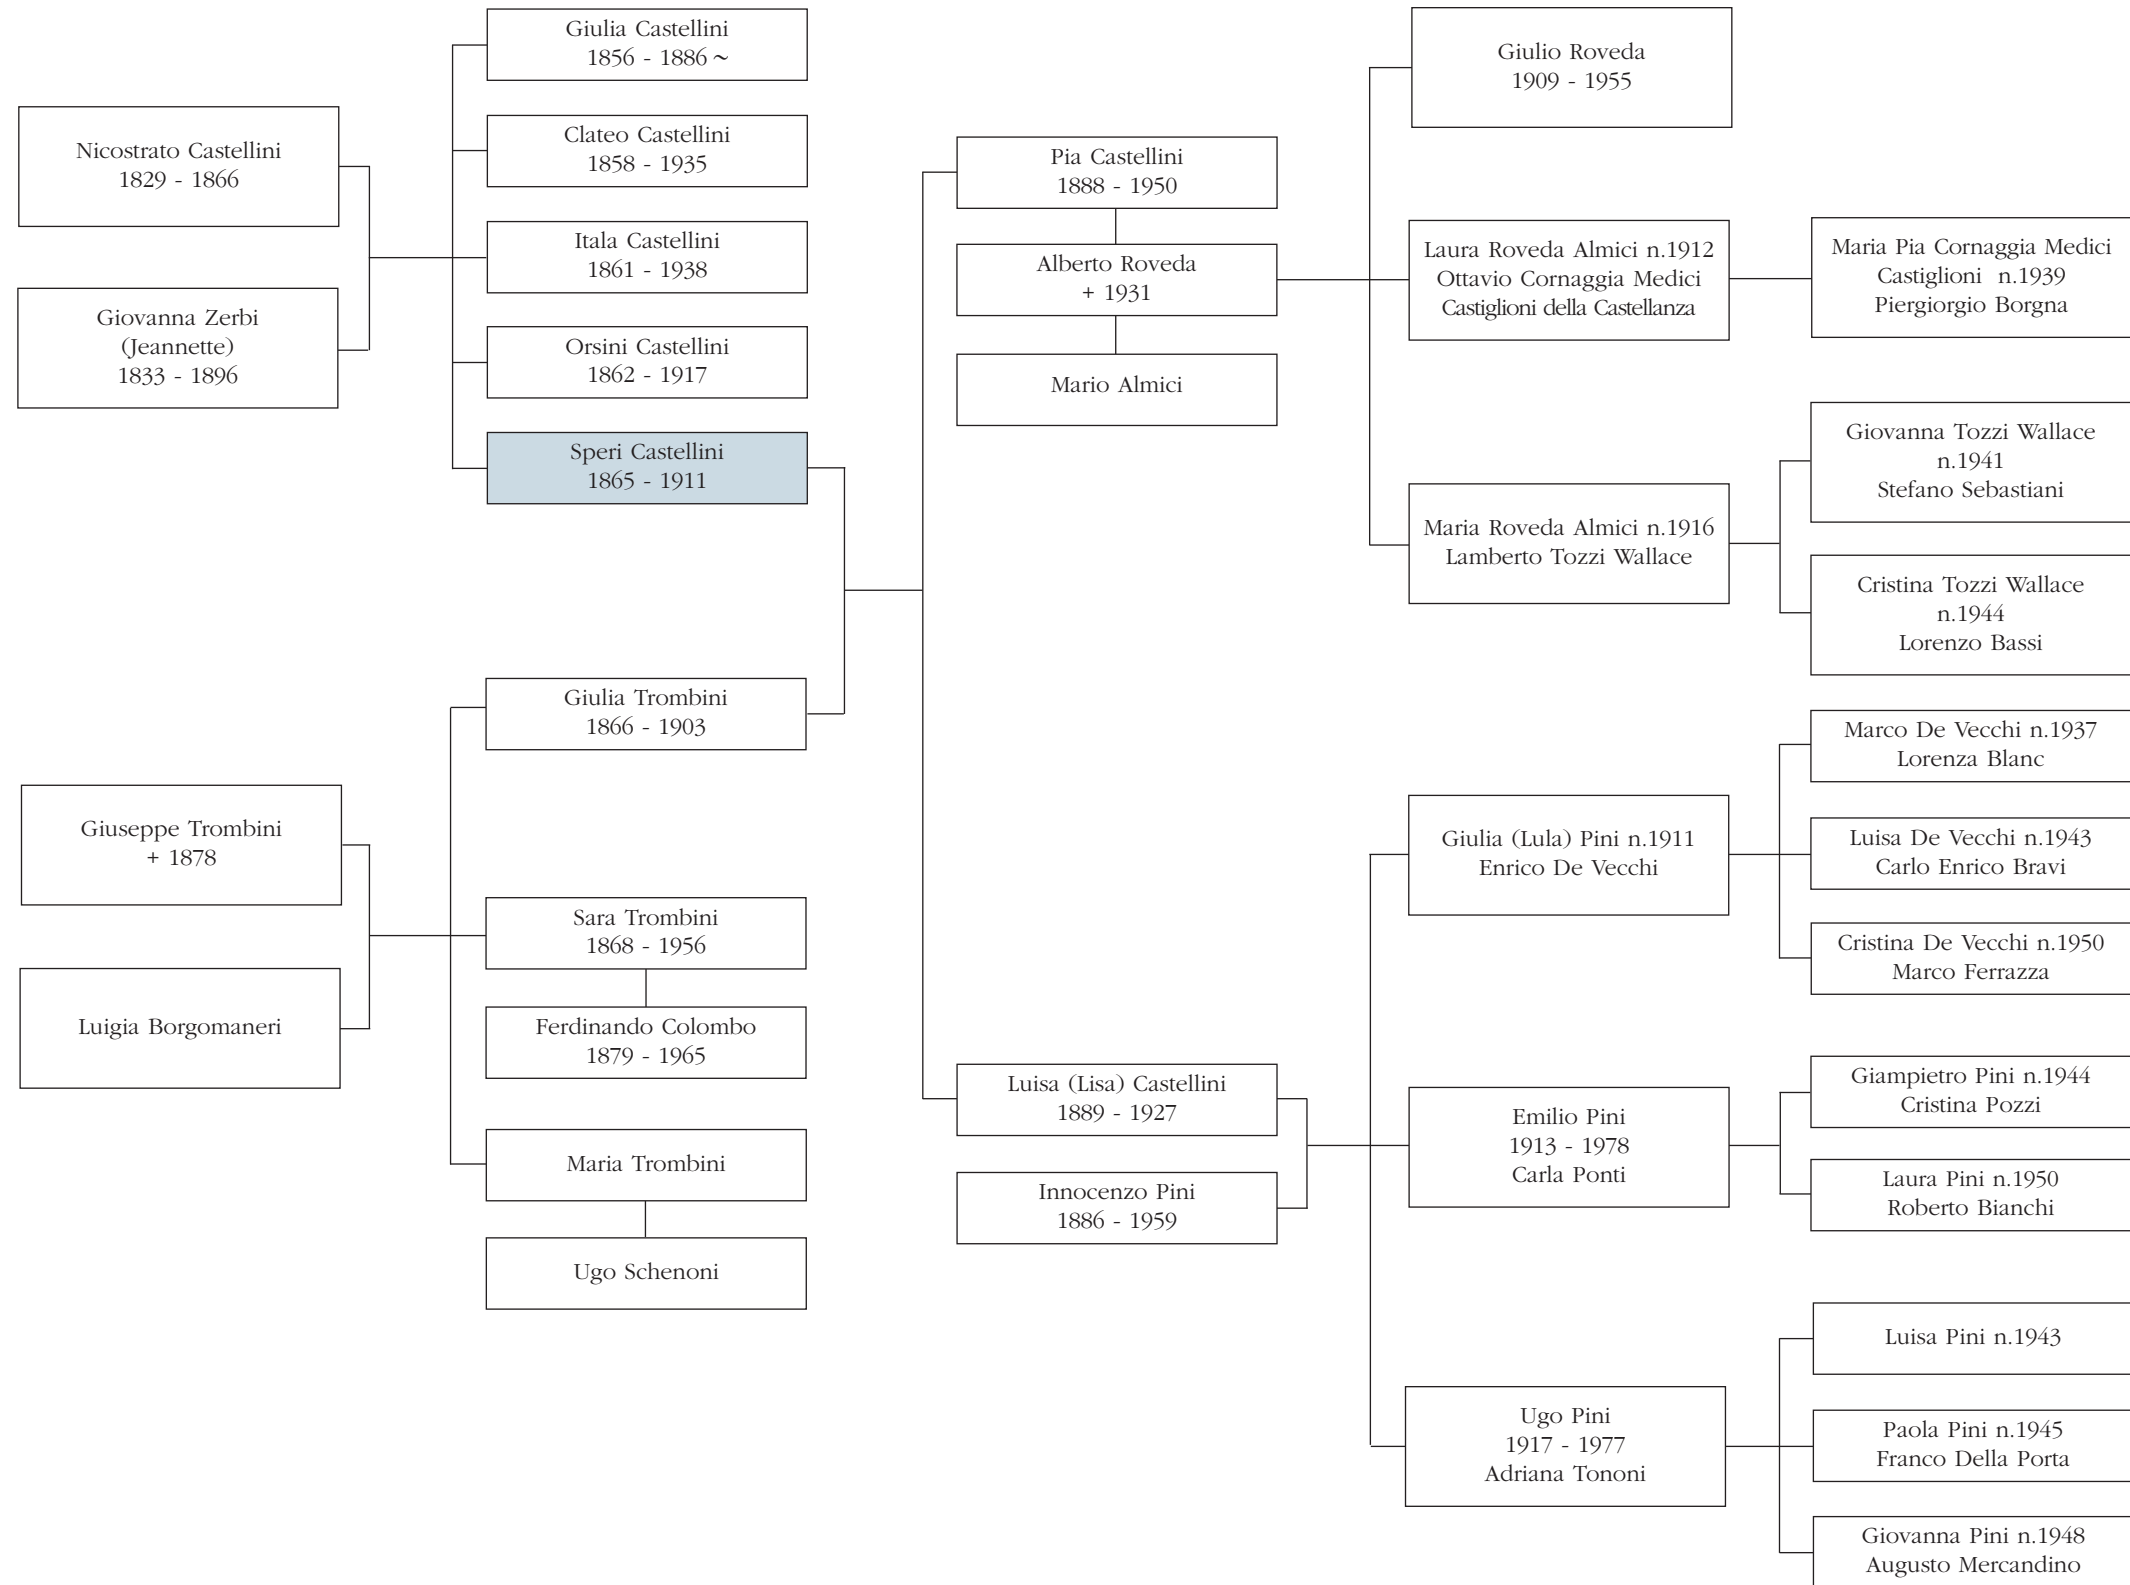 Giulia Castellini
1856 - 1886 ~
Clateo Castellini
1858 - 1935
Nicostrato Castellini
1829 - 1866
Itala Castellini
1861 - 1938
Giovanna Zerbi
(Jeannette)
1833 - 1896
Orsini Castellini
1862 - 1917
Speri Castellini
1865 - 1911
Giulia Trombini
1866 - 1903
Giuseppe Trombini
+ 1878
Luigia Borgomaneri
Sara Trombini
1868 - 1956
Ferdinando Colombo
1879 - 1965
Maria Trombini
Ugo Schenoni
Pia Castellini
1888 - 1950
Alberto Roveda
+ 1931
Mario Almici
Luisa (Lisa) Castellini
1889 - 1927
Innocenzo Pini
1886 - 1959
Giulio Roveda
1909 - 1955
Laura Roveda Almici n.1912
Ottavio Cornaggia Medici
Castiglioni della Castellanza
Maria Roveda Almici n.1916
Lamberto Tozzi Wallace
Giulia (Lula) Pini n.1911
Enrico De Vecchi
Emilio Pini
1913 - 1978
Carla Ponti
Ugo Pini
1917 - 1977
Adriana Tononi
Maria Pia Cornaggia Medici
Castiglioni n.1939
Piergiorgio Borgna
Giovanna Tozzi Wallace
n.1941
Stefano Sebastiani
Cristina Tozzi Wallace
n.1944
Lorenzo Bassi
Marco De Vecchi n.1937
Lorenza Blanc
Luisa De Vecchi n.1943
Carlo Enrico Bravi
Cristina De Vecchi n.1950
Marco Ferrazza
Giampietro Pini n.1944
Cristina Pozzi
Laura Pini n.1950
Roberto Bianchi
Luisa Pini n.1943
Paola Pini n.1945
Franco Della Porta
Giovanna Pini n.1948
Augusto Mercandino